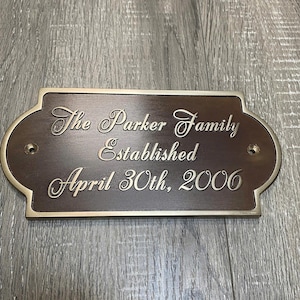 The Parker Family
Established
April 30th, 2006